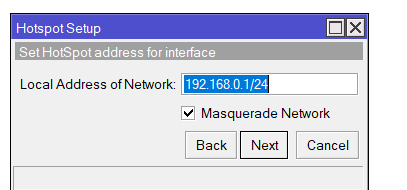 Hotspot Setup
Set HotSpot address for interface
Local Address of Network: 192.168.0.1/24
Masquerade Network
Back Next Cancel